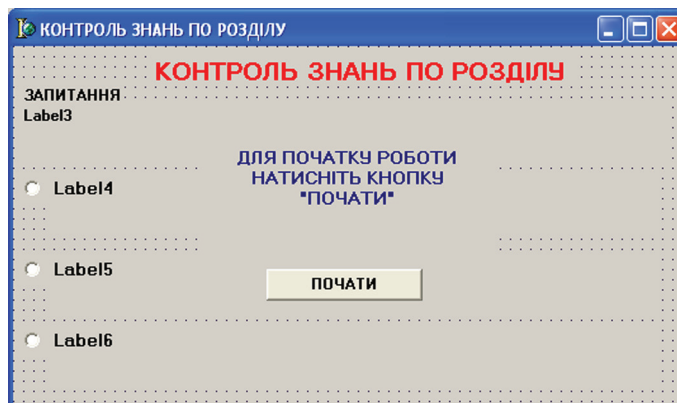 КОНТРОЛЬ ЗНАНЬ ПО РОЗДІЛУ
КОНТРОЛЬ ЗНАНЬ ПО РОЗДІЛУ
ЗАПИТАННЯ
Label3
ДЛЯ ПОЧАТКУ РОБОТИ
НАТИСНІТЬ КНОПКУ
"ПОЧАТИ"
Label4
Label5
ПОЧАТИ
Label6